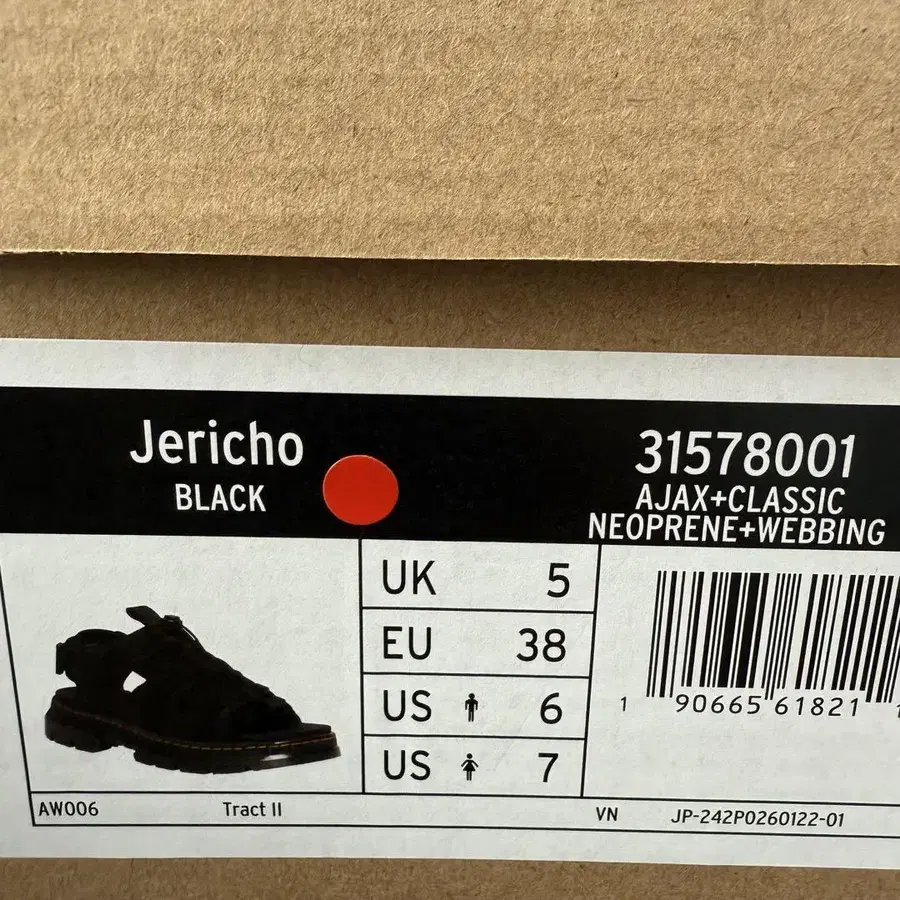 Jericho
BLACK
31578001
AJAX+CLASSIC
NEOPRENE+WEBBING
UK 5
EU 38
US 6
US 7
1 90665 61821
AW006 Tract II VN JP-242P0260122-01